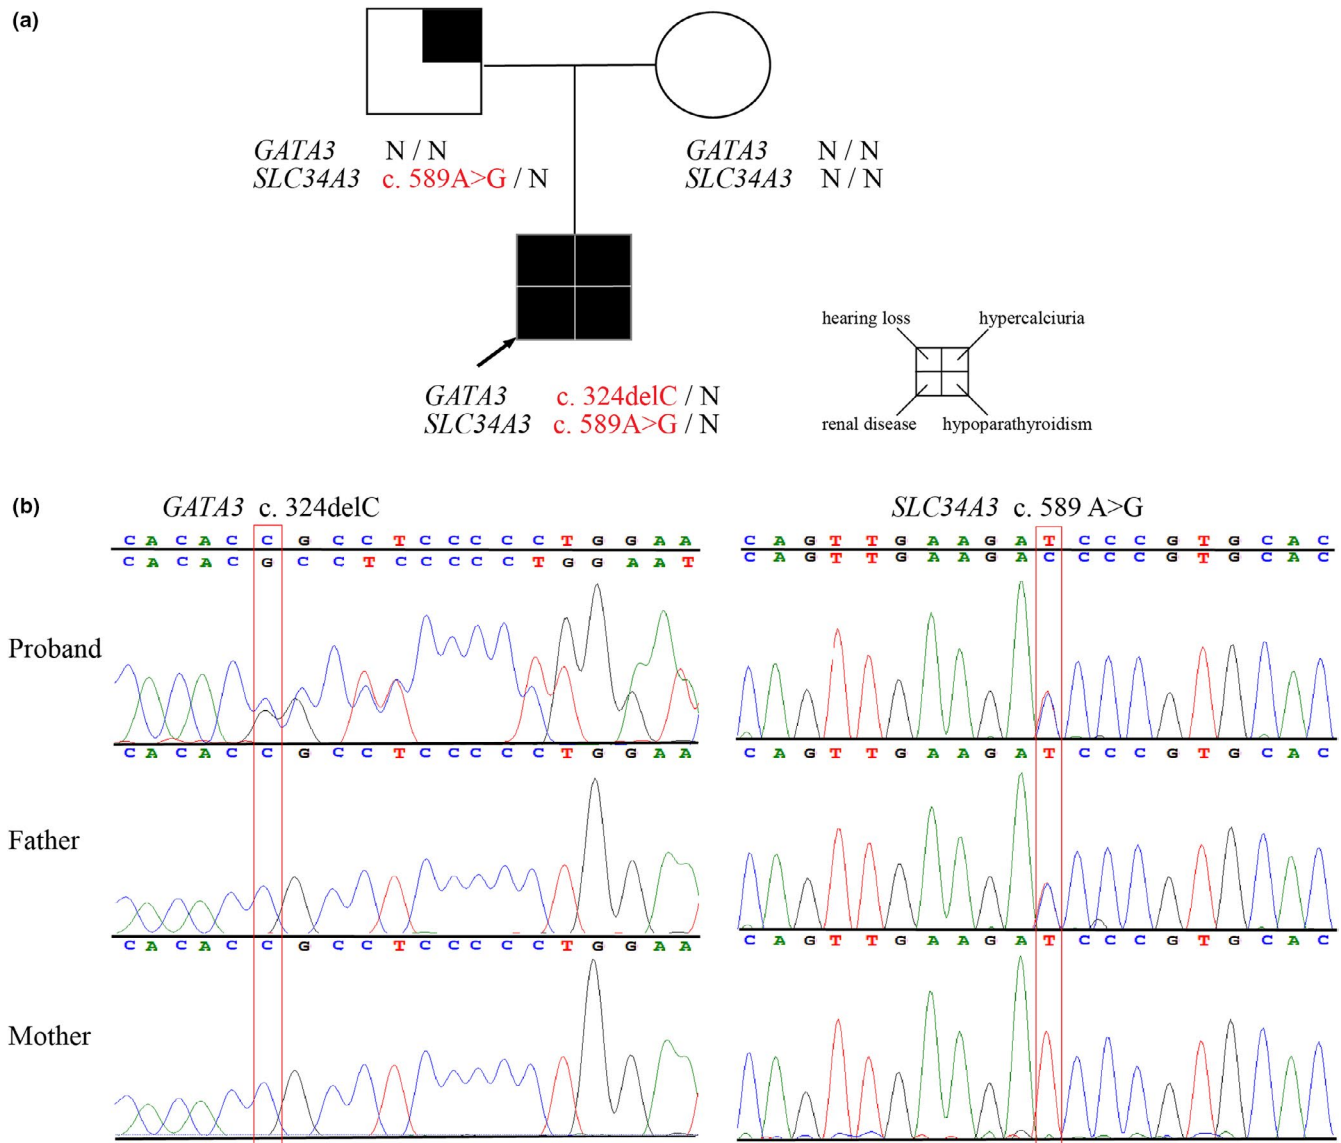 (a)
GATA3 N / N
SLC34A3 c. 589A>G / N
GATA3 N / N
SLC34A3 N / N
GATA3 c. 324delC / N
SLC34A3 c. 589A>G / N
hearing loss hypercalciuria
renal disease hypoparathyroidism
(b)
GATA3 c. 324delC
SLC34A3 c. 589 A>G
C A C A C C G C C T C C C C C T G G A A
C A C A C G C C T C C C C C T G G A A T
C A G T T G A A G A T C C C G T G C A C
C A G T T G A A G A C C C C G T G C A C
Proband
C A C A C C G C C T C C C C C T G G A A
C A G T T G A A G A T C C C G T G C A C
Father
C A C A C C G C C T C C C C C T G G A A
C A G T T G A A G A T C C C G T G C A C
Mother